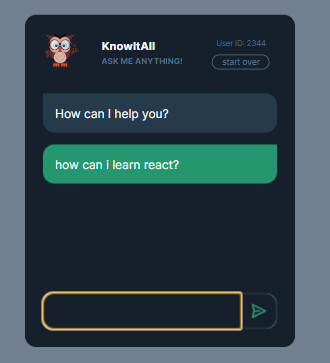 KnowItAll
ASK ME ANYTHING!
User ID: 2344
start over
How can I help you?
how can i learn react?